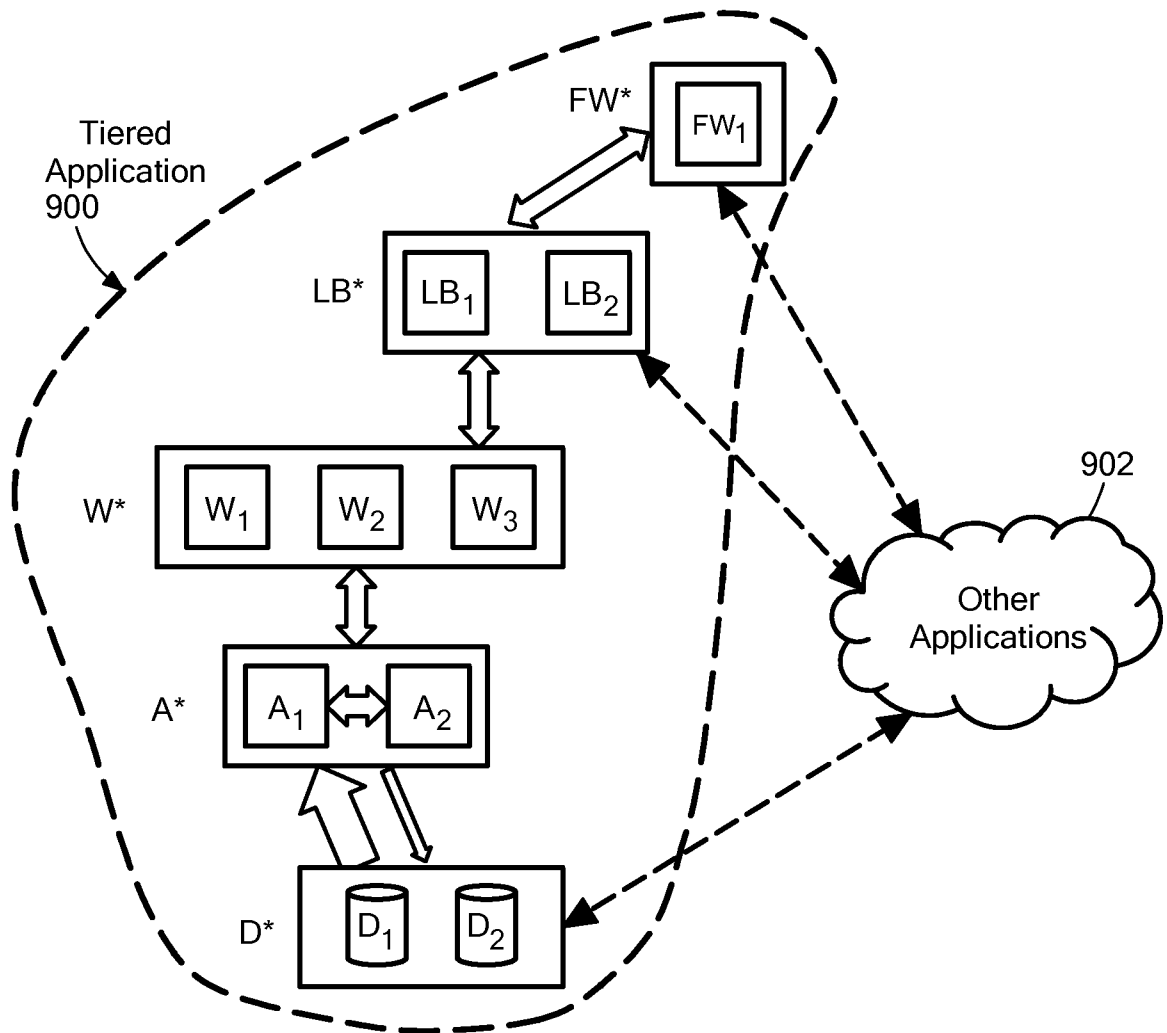 FW*
FW1
Tiered
Application
900
LB*
LB1
LB2
W*
W1
W2
W3
902
Other
Applications
A*
A1
A2
D*
D1
D2